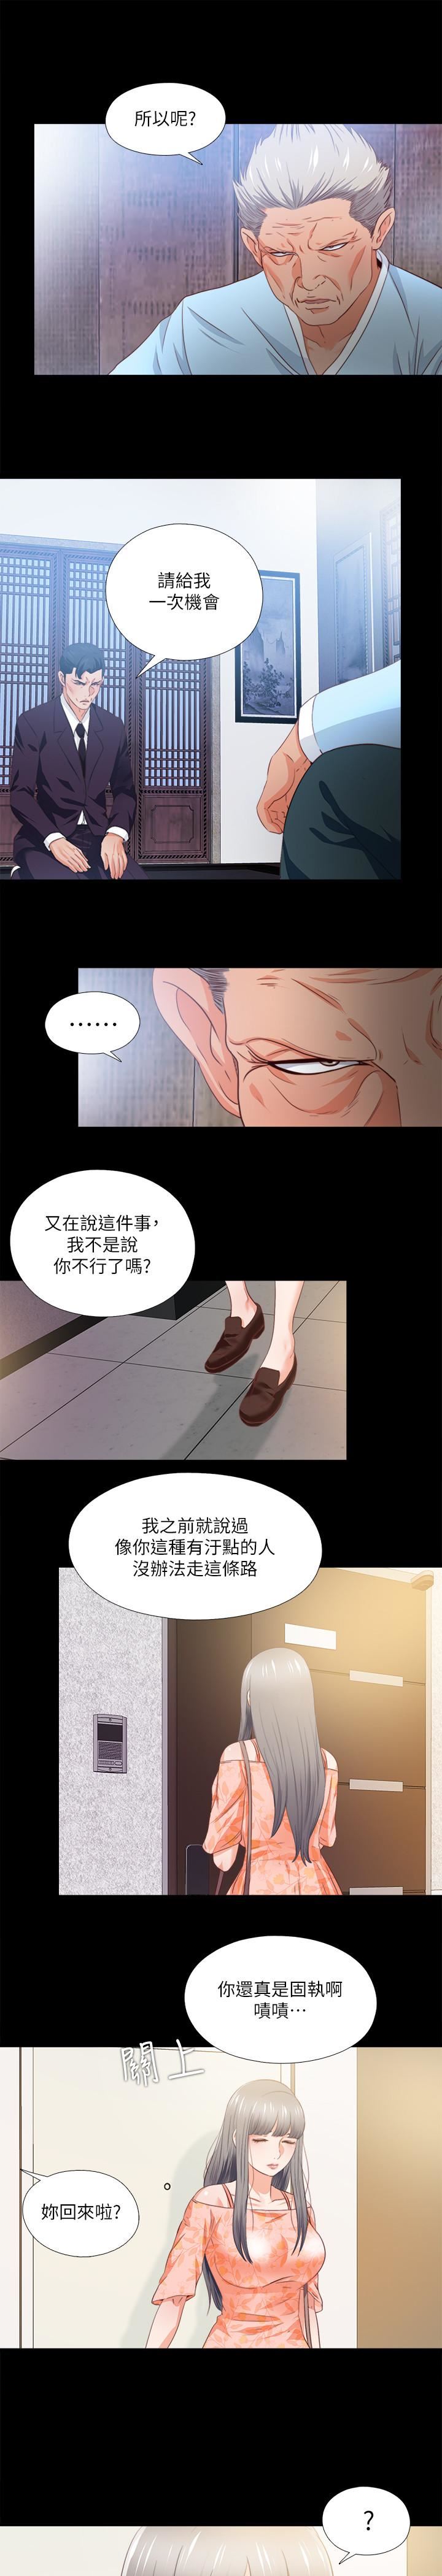 所以呢?
請給我
一次機會
……
又在說這件事,
我不是說
你不行了嗎?
我之前就說過
像你這種有汙點的人
沒辦法走這條路
你還真是固執啊
嘖嘖…
關上
妳回來啦?
?